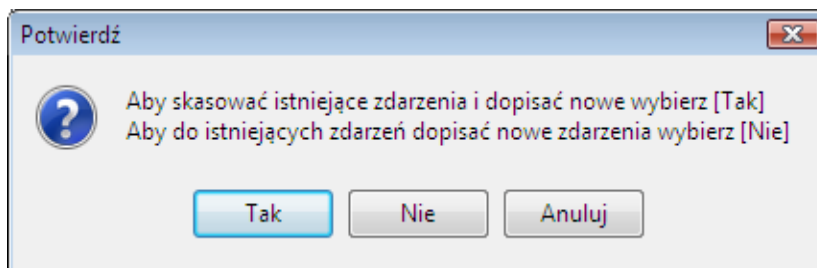 Potwierdź
Aby skasować istniejące zdarzenia i dopisać nowe wybierz [Tak]
Aby do istniejących zdarzeń dopisać nowe zdarzenia wybierz [Nie]
Tak Nie Anuluj